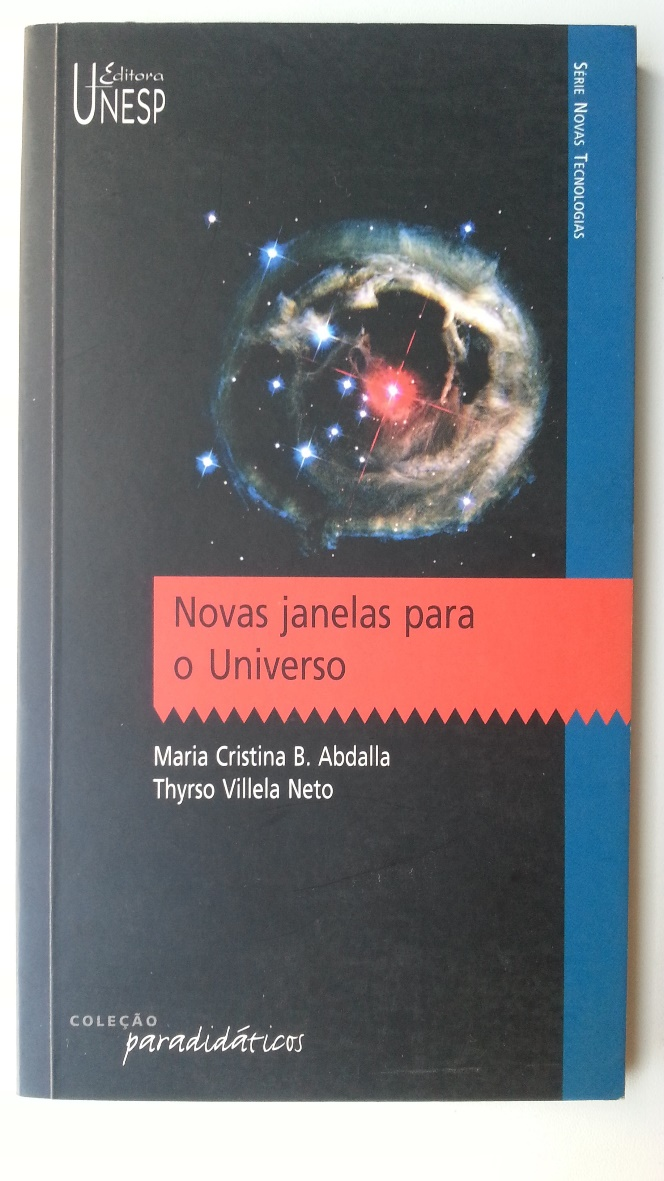 Editora
UNESP
SÉRIE NOVAS TECNOLOGIAS
Novas janelas para
o Universo
Maria Cristina B. Abdalla
Thyrso Villela Neto
COLEÇÃO
paradidáticos